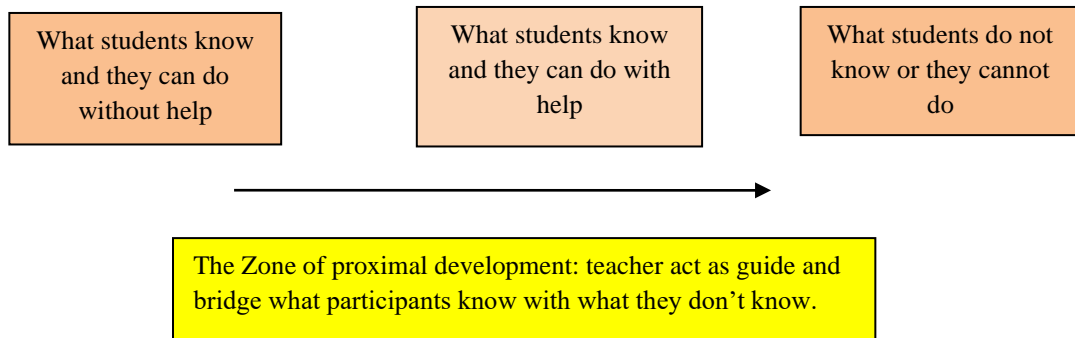 What students know
and they can do
without help
What students know
and they can do with
help
What students do not
know or they cannot
do
The Zone of proximal development: teacher act as guide and
bridge what participants know with what they don’t know.